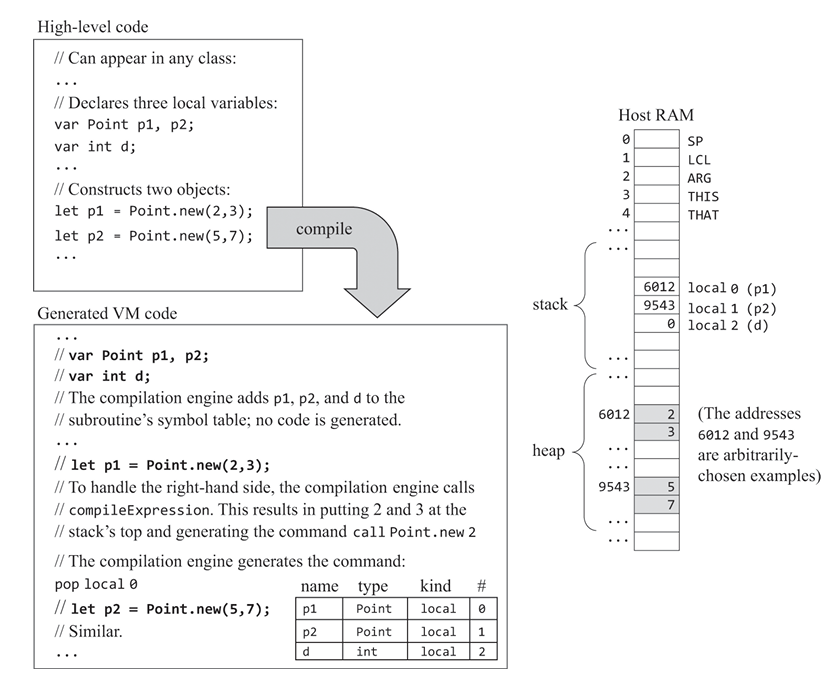 High-level code
// Can appear in any class:
...
// Declares three local variables:
var Point p1, p2;
var int d;
...
// Constructs two objects:
let p1 = Point.new(2,3);
let p2 = Point.new(5,7);
...
compile
Generated VM code
...
// var Point p1, p2;
// var int d;
// The compilation engine adds p1, p2, and d to the
// subroutine's symbol table; no code is generated.
...
// let p1 = Point.new(2,3);
// To handle the right-hand side, the compilation engine calls
// compileExpression. This results in putting 2 and 3 at the
// stack's top and generating the command call Point.new 2
// The compilation engine generates the command:
pop local 0
// let p2 = Point.new(5,7);
// Similar.
...
name type kind #
p1 Point local 0
p2 Point local 1
d int local 2
Host RAM
0 SP
1 LCL
2 ARG
3 THIS
4 THAT
...
...
stack
6012 local 0 (p1)
9543 local 1 (p2)
0 local 2 (d)
...
...
heap
6012 2
3
...
...
9543 5
7
...
...
(The addresses
6012 and 9543
are arbitrarily-
chosen examples)